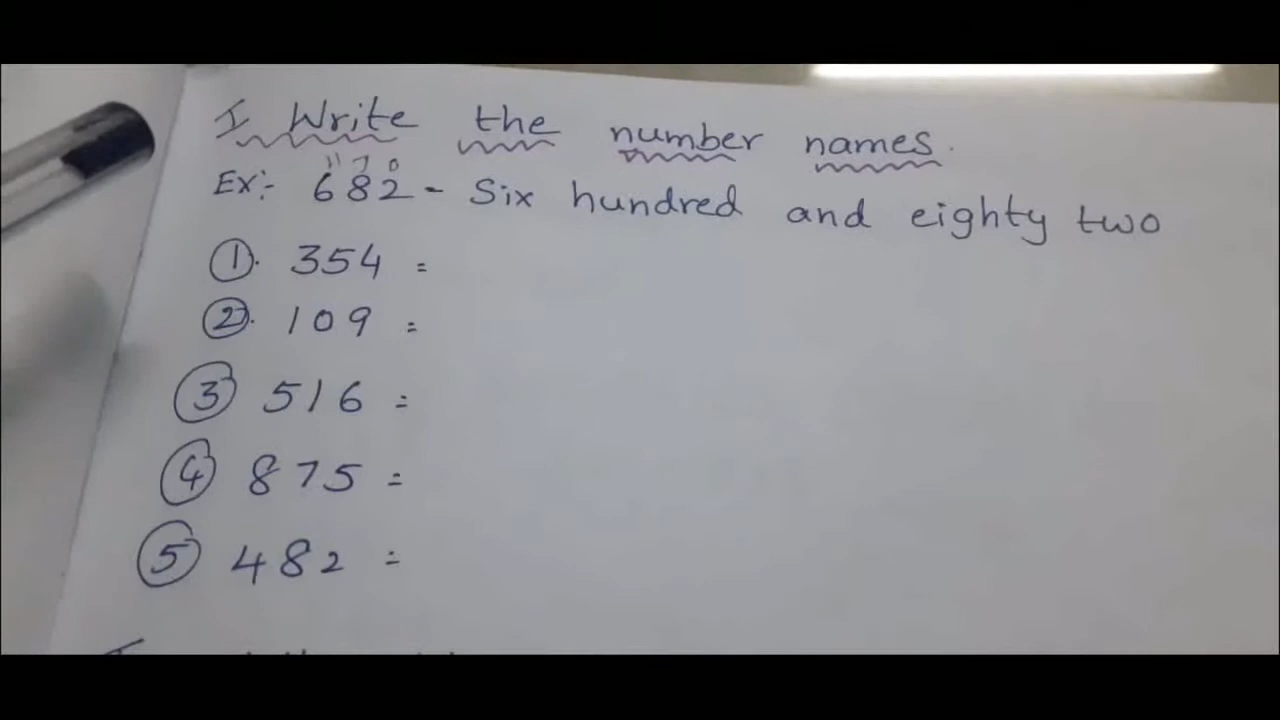 I Write the number names.
H T O
Ex:- 682 - Six hundred and eighty two
①. 354 =
②. 109 =
③ 516 =
④ 875 =
⑤ 482 =